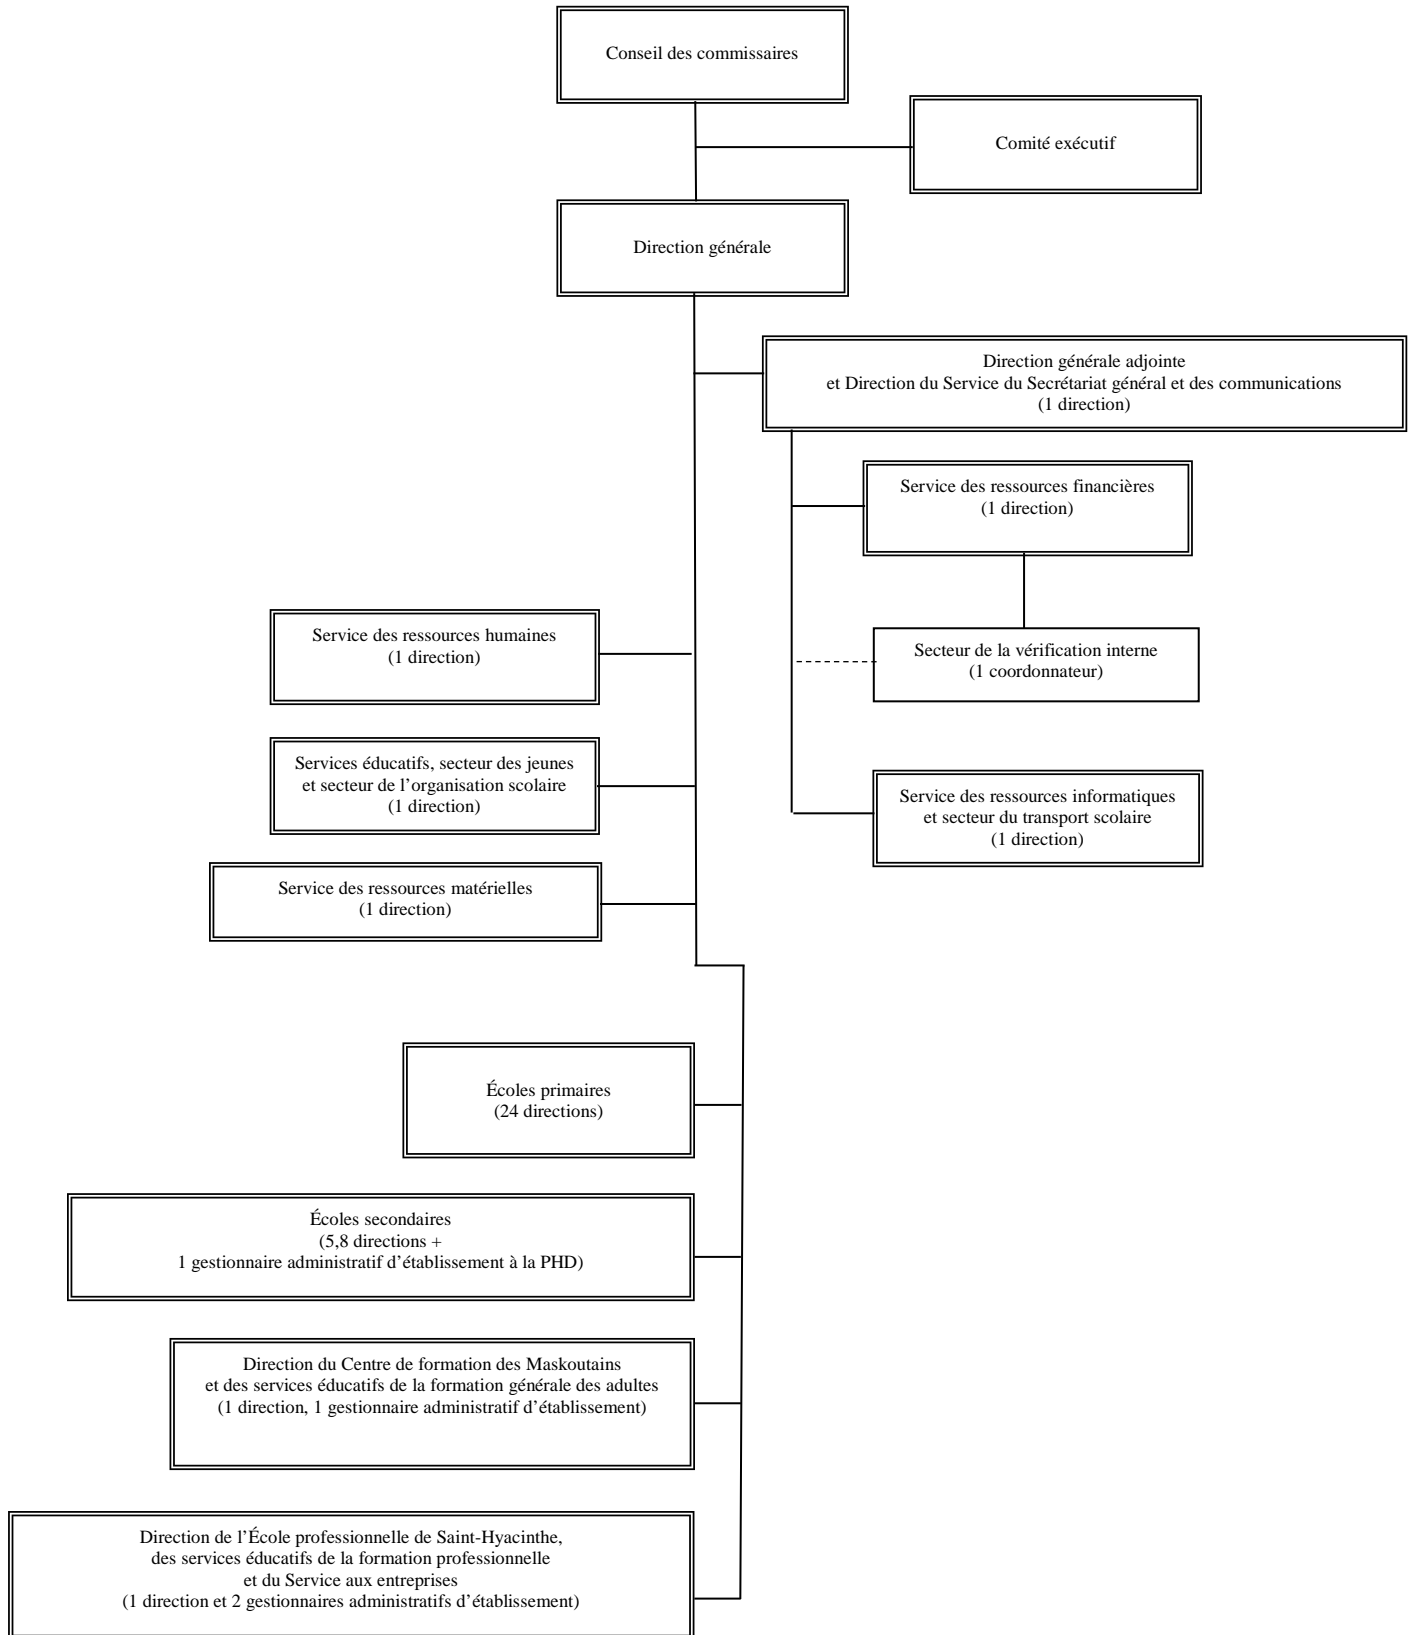 Conseil des commissaires
Comité exécutif
Direction générale
Direction générale adjointe
et Direction du Service du Secrétariat général et des communications
(1 direction)
Service des ressources financières
(1 direction)
Service des ressources humaines
(1 direction)
Secteur de la vérification interne
(1 coordonnateur)
Services éducatifs, secteur des jeunes
et secteur de l’organisation scolaire
(1 direction)
Service des ressources informatiques
et secteur du transport scolaire
(1 direction)
Service des ressources matérielles
(1 direction)
Écoles primaires
(24 directions)
Écoles secondaires
(5,8 directions +
1 gestionnaire administratif d’établissement à la PHD)
Direction du Centre de formation des Maskoutains
et des services éducatifs de la formation générale des adultes
(1 direction, 1 gestionnaire administratif d’établissement)
Direction de l’École professionnelle de Saint-Hyacinthe,
des services éducatifs de la formation professionnelle
et du Service aux entreprises
(1 direction et 2 gestionnaires administratifs d’établissement)